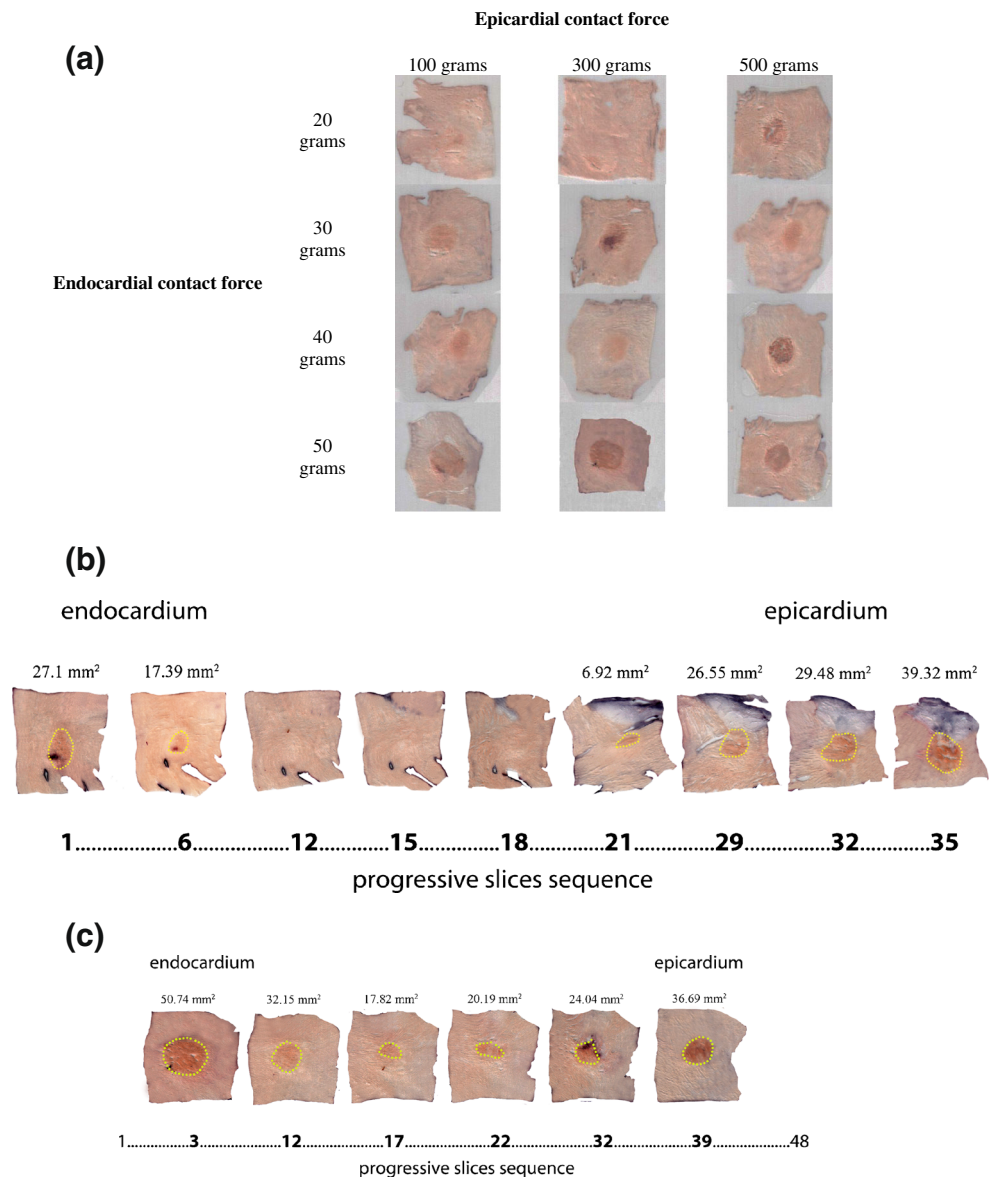 Epicardial contact force
(a)
100 grams 300 grams 500 grams
20
grams
30
grams
Endocardial contact force
40
grams
50
grams
(b)
endocardium epicardium
27.1 mm² 17.39 mm² 6.92 mm² 26.55 mm² 29.48 mm² 39.32 mm²
1.................6...............12...........15.............18.............21.............29.............32...........35
progressive slices sequence
(c)
endocardium epicardium
50.74 mm² 32.15 mm² 17.82 mm² 20.19 mm² 24.04 mm² 36.69 mm²
1...............3..................12..................17..................22..................32..................39................48
progressive slices sequence